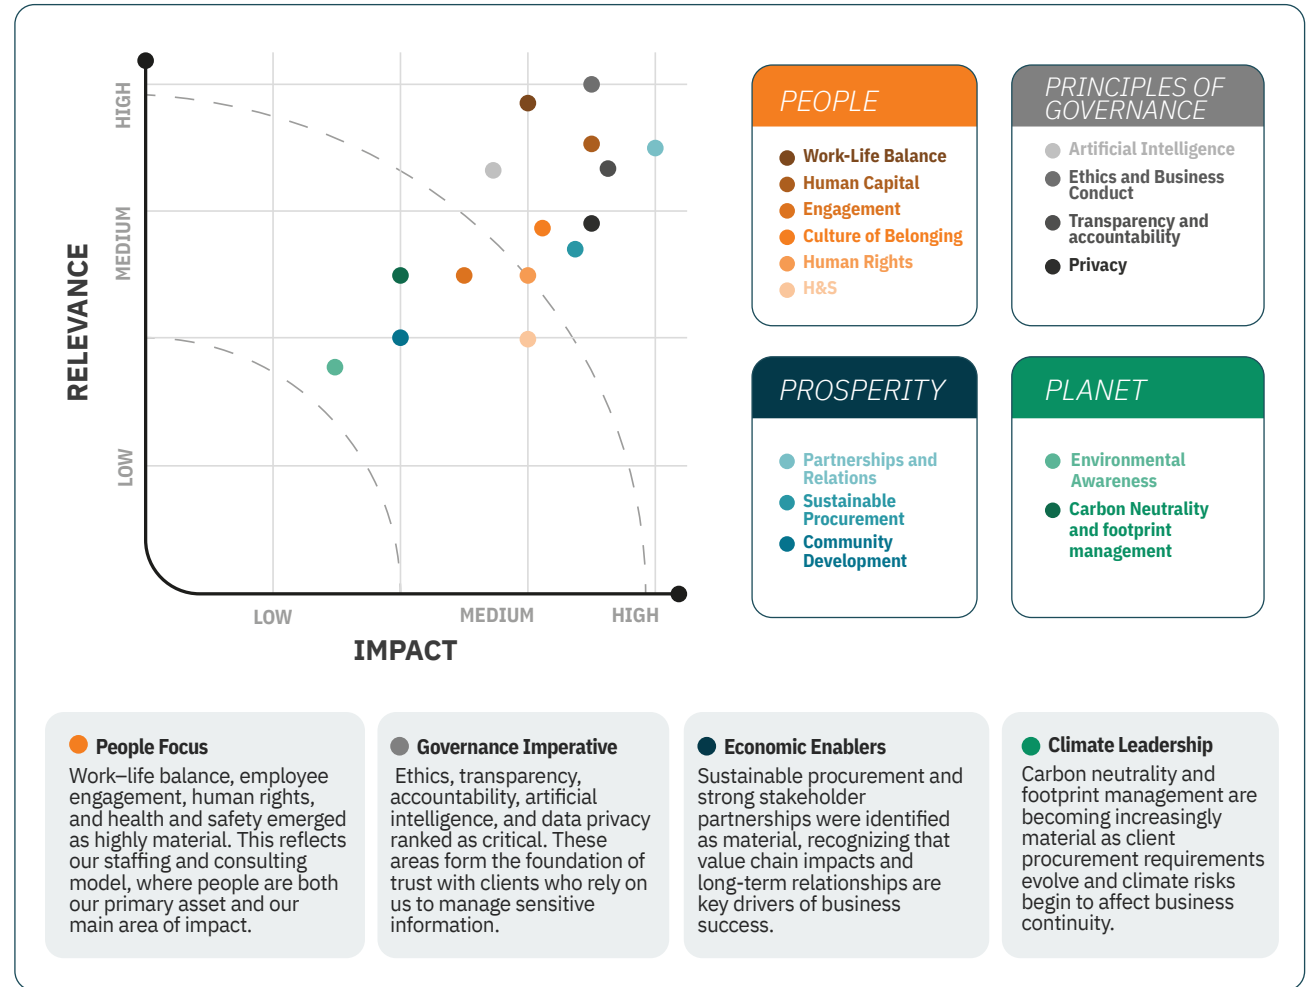 RELEVANCE
HIGH
MEDIUM
LOW
LOW
MEDIUM
HIGH
IMPACT
PEOPLE
Work-Life Balance
Human Capital
Engagement
Culture of Belonging
Human Rights
H&S
PRINCIPLES OF
GOVERNANCE
Artificial Intelligence
Ethics and Business
Conduct
Transparency and
accountability
Privacy
PROSPERITY
Partnerships and
Relations
Sustainable
Procurement
Community
Development
PLANET
Environmental
Awareness
Carbon Neutrality
and footprint
management
People Focus
Work–life balance, employee
engagement, human rights,
and health and safety emerged
as highly material. This reflects
our staffing and consulting
model, where people are both
our primary asset and our
main area of impact.
Governance Imperative
Ethics, transparency,
accountability, artificial
intelligence, and data privacy
ranked as critical. These
areas form the foundation of
trust with clients who rely on
us to manage sensitive
information.
Economic Enablers
Sustainable procurement and
strong stakeholder
partnerships were identified
as material, recognizing that
value chain impacts and
long-term relationships are
key drivers of business
success.
Climate Leadership
Carbon neutrality and
footprint management are
becoming increasingly
material as client
procurement requirements
evolve and climate risks
begin to affect business
continuity.